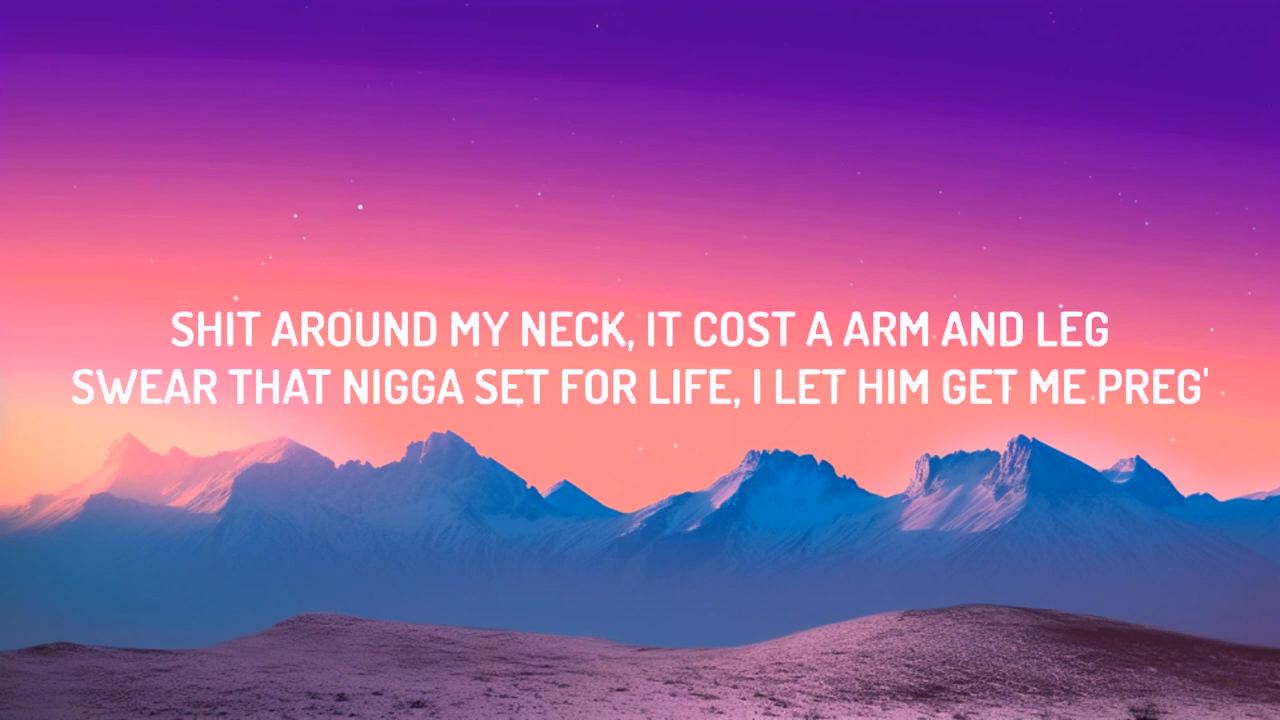 SHIT AROUND MY NECK, IT COST A ARM AND LEG
SWEAR THAT NIGGA SET FOR LIFE, I LET HIM GET ME PREG'